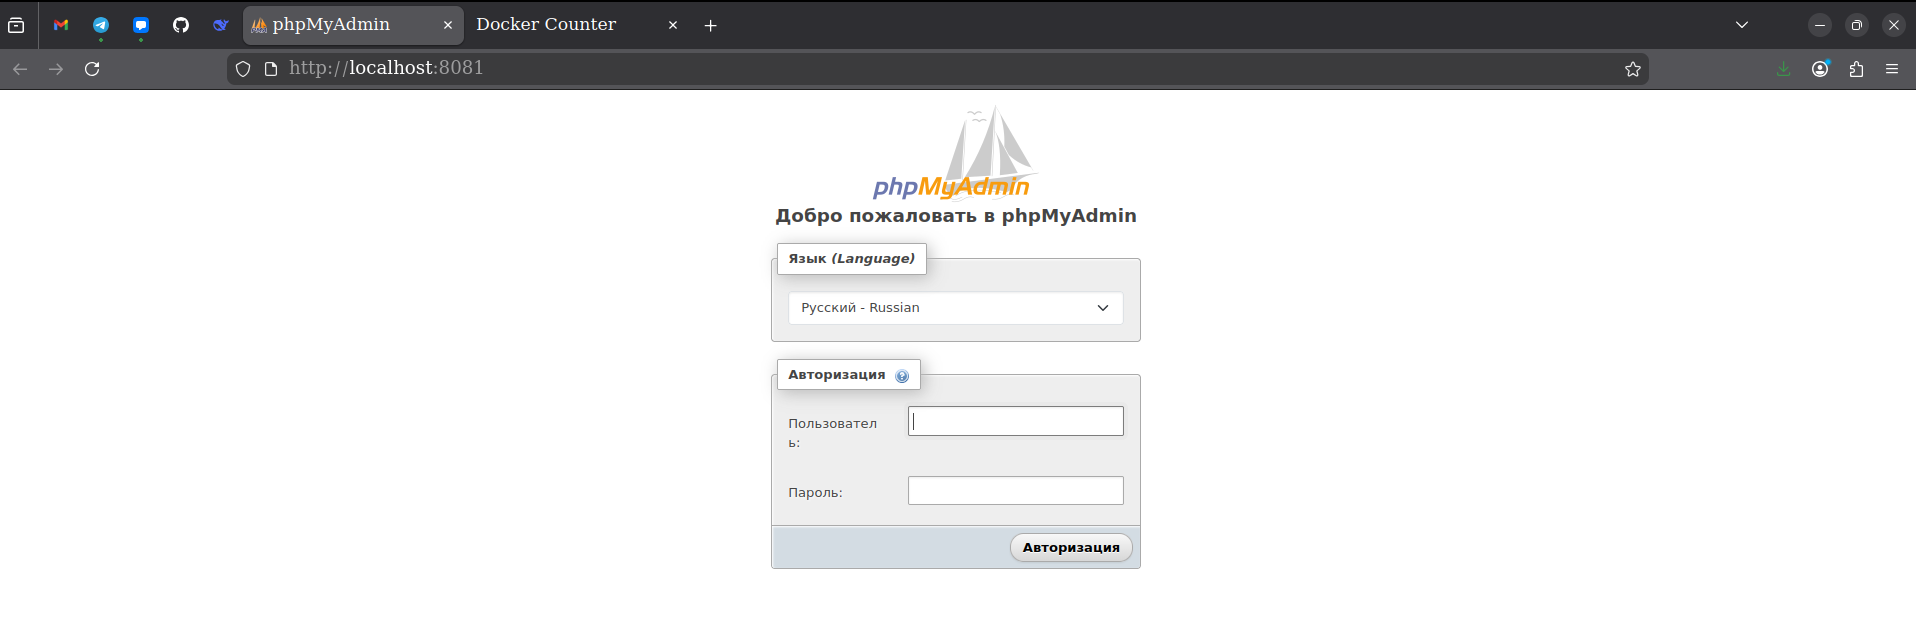 phpMyAdmin
Docker Counter
http://localhost:8081
phpMyAdmin
Добро пожаловать в phpMyAdmin
Язык (Language)
Русский - Russian
Авторизация
Пользовател
ь:
Пароль:
Авторизация